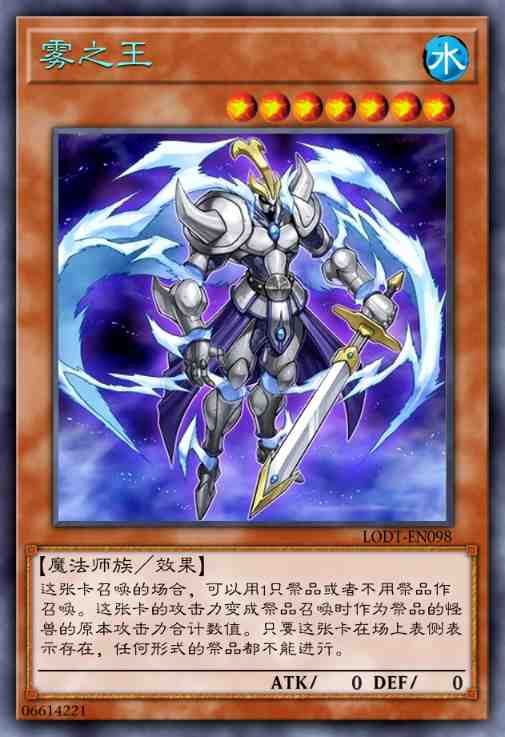 雾之王
水
LODT-EN098
【魔法师族／效果】
这张卡召唤的场合，可以用1只祭品或者不用祭品作
召唤。这张卡的攻击力变成祭品召唤时作为祭品的怪
兽的原本攻击力合计数值。只要这张卡在场上表侧表
示存在，任何形式的祭品都不能进行。
ATK/ 0 DEF/ 0
06614221